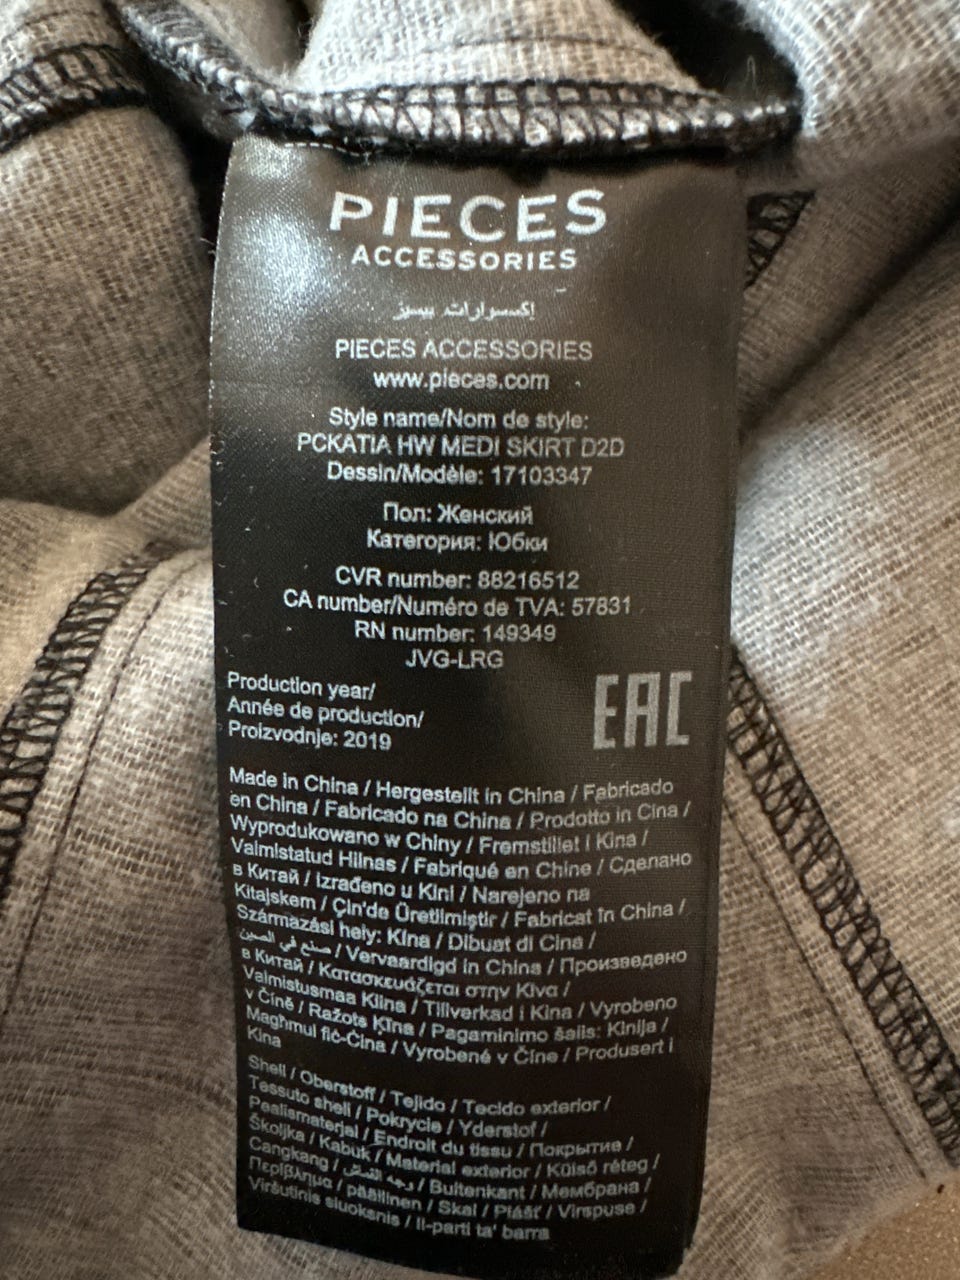 PIECES
ACCESSORIES
إكسسوارات بيسيز
PIECES ACCESSORIES
www.pieces.com
Style name/Nom de style:
PCKATIA HW MEDI SKIRT D2D
Dessin/Modèle: 17103347
Пол: Женский
Категория: Юбки
CVR number: 88216512
CA number/Numéro de TVA: 57831
RN number: 149349
JVG-LRG
Production year/
Année de production/
Proizvodnje: 2019
EAC
Made in China / Hergestellt in China / Fabricado
en China / Fabricado na China / Prodotto in Cina /
Wyprodukowano w Chiny / Fremstillet i Kina /
Valmistatud Hiinas / Fabriqué en Chine / Сделано
в Китай / Izrađeno u Kini / Narejeno na
Kitajskem / Çin'de Üretilmiştir / Fabricat în China /
Származási hely: Kína / Dibuat di Cina /
صنع في الصين / Vervaardigd in China / Произведено
в Китай / Κατασκευάζεται στην Κίνα /
Valmistusmaa Kiina / Tillverkad i Kina / Vyrobeno
v Číně / Ražots Ķīna / Pagaminimo šalis: Kinija /
Magħmul fiċ-Ċina / Vyrobené v Číne / Produsert i
Kina
Shell / Oberstoff / Tejido / Tecido exterior /
Tessuto shell / Pokrycie / Yderstof /
Pealismaterjal / Endroit du tissu / Покрытие /
Školjka / Kabuk / Material exterior / Külső réteg /
Cangkang / وجه القماش / Buitenkant / Мембрана /
Περίβλημα / päällinen / Skal / Plášť / Virspuse /
Viršutinis sluoksnis / Il-parti ta' barra